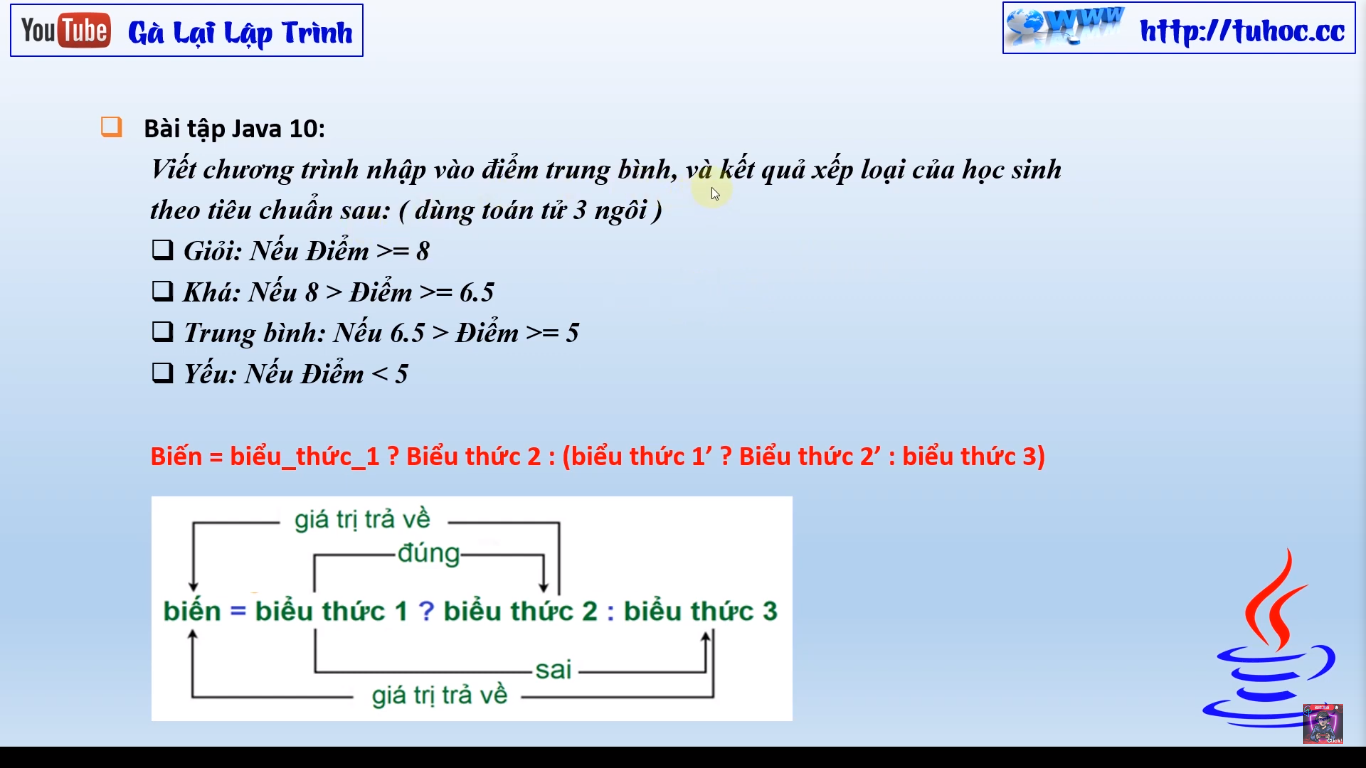 YouTube Gà Lại Lập Trình
WWW http://tuhoc.cc
Bài tập Java 10:
Viết chương trình nhập vào điểm trung bình, và kết quả xếp loại của học sinh
theo tiêu chuẩn sau: ( dùng toán tử 3 ngôi )
Giỏi: Nếu Điểm >= 8
Khá: Nếu 8 > Điểm >= 6.5
Trung bình: Nếu 6.5 > Điểm >= 5
Yếu: Nếu Điểm < 5
Biến = biểu_thức_1 ? Biểu thức 2 : (biểu thức 1’ ? Biểu thức 2’ : biểu thức 3)
giá trị trả về
đúng
biến = biểu thức 1 ? biểu thức 2 : biểu thức 3
sai
giá trị trả về